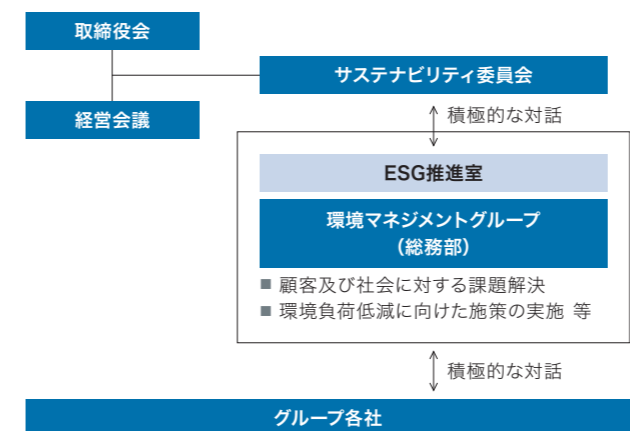 取締役会
サステナビリティ委員会
経営会議
積極的な対話
ESG推進室
環境マネジメントグループ
（総務部）
■ 顧客及び社会に対する課題解決
■ 環境負荷低減に向けた施策の実施 等
積極的な対話
グループ各社